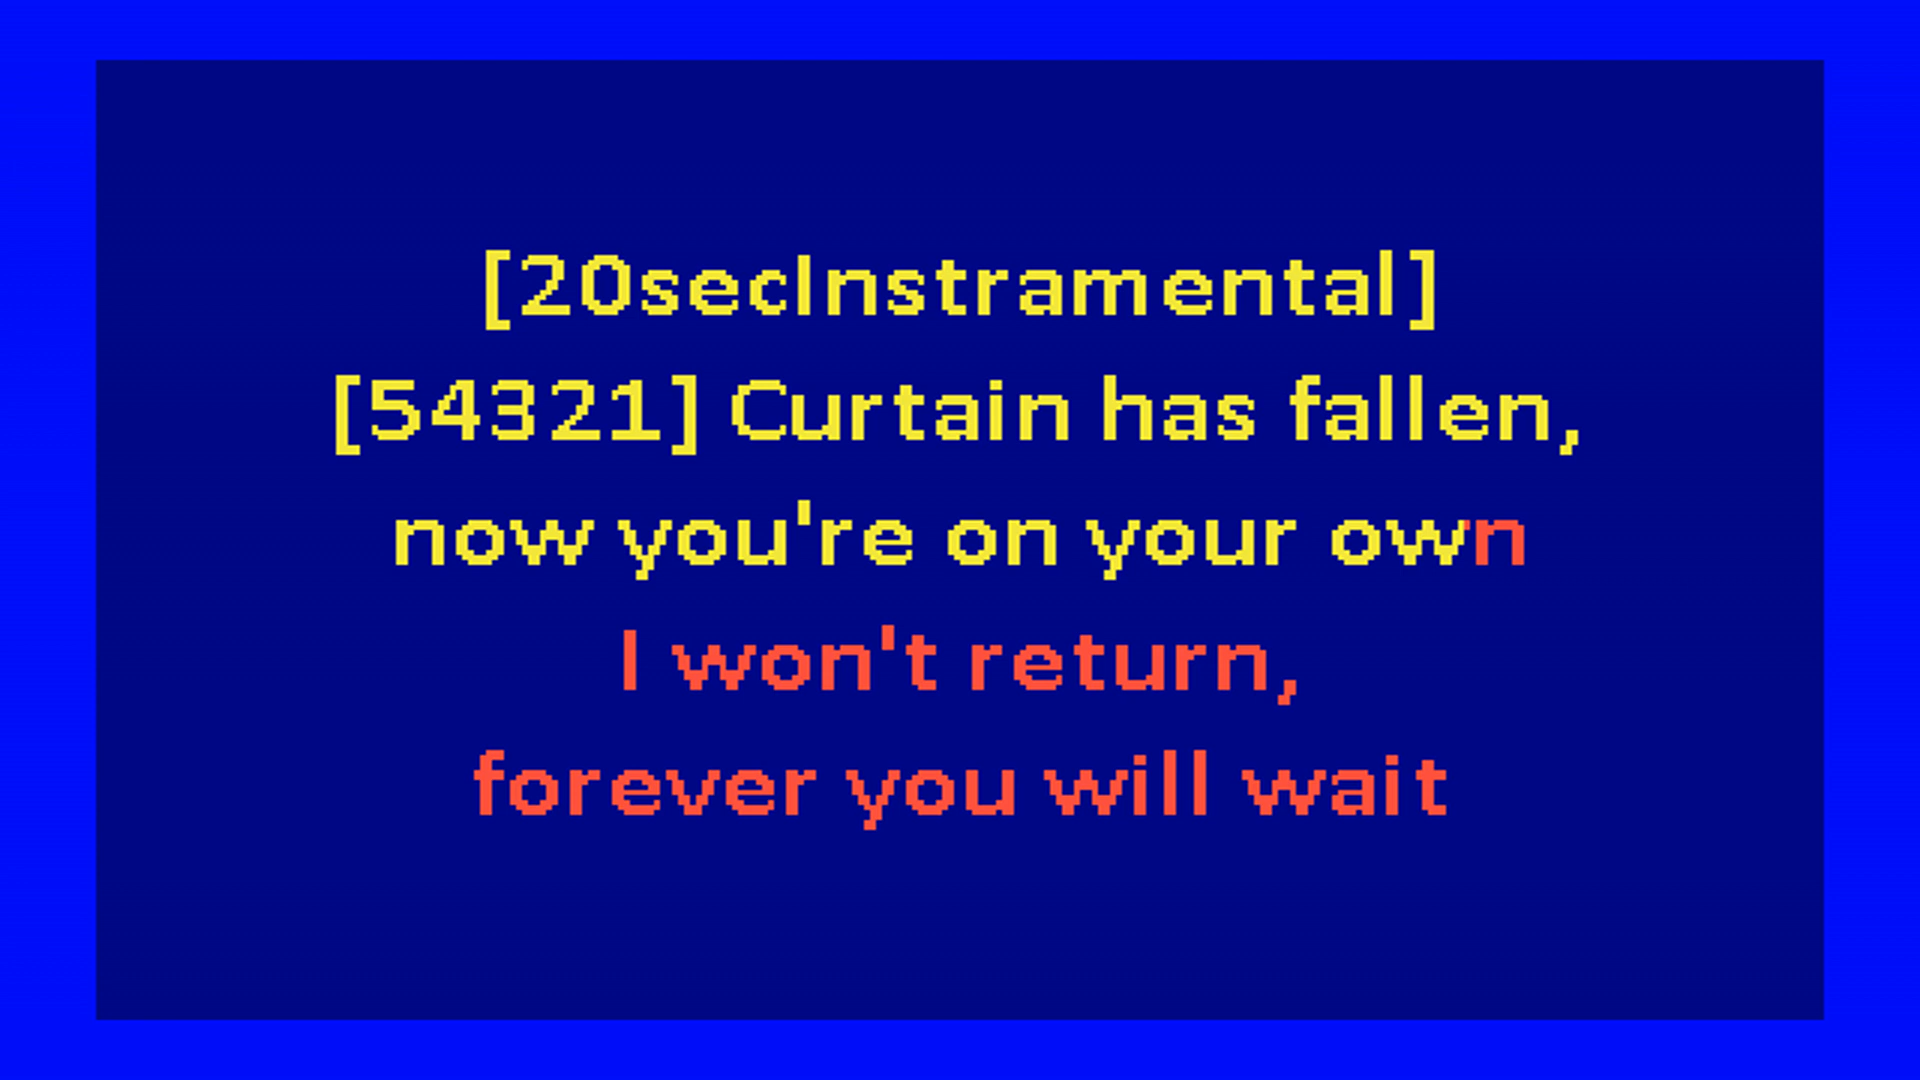 [20secInstramental]
[54321] Curtain has fallen,
now you're on your own
I won't return,
forever you will wait